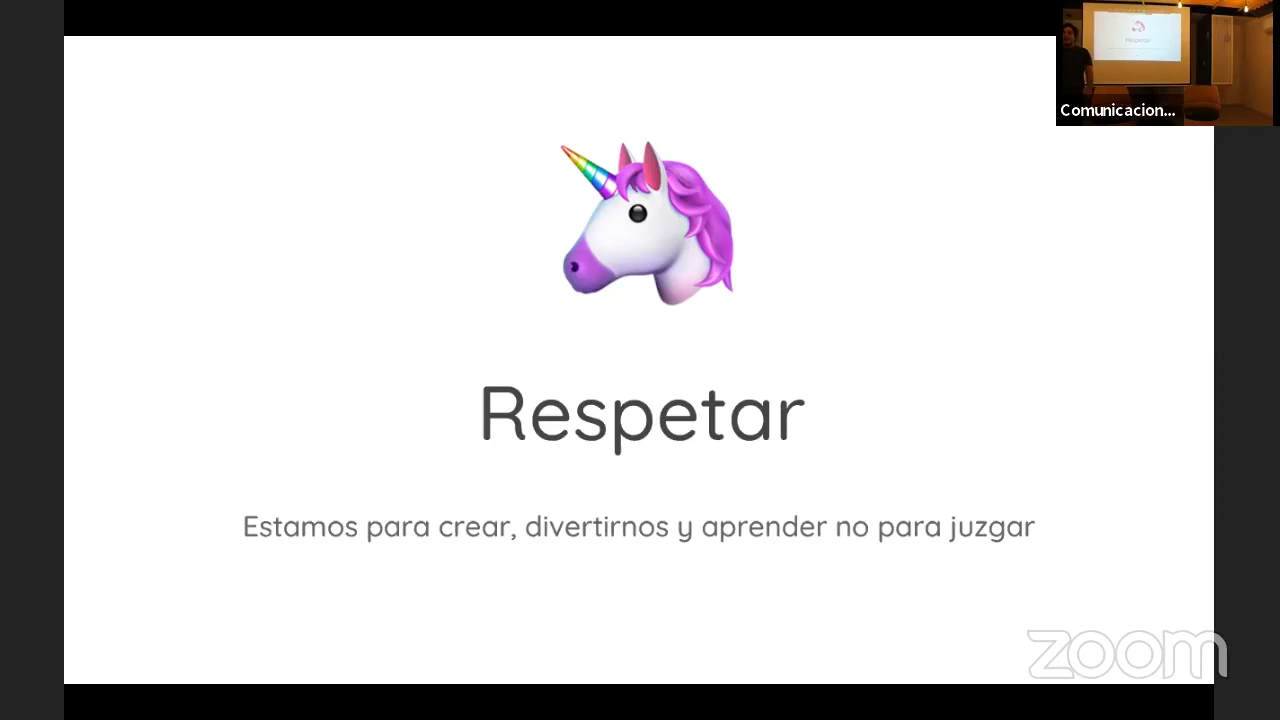 Comunicacion...
Respetar
Estamos para crear, divertirnos y aprender no para juzgar
zoom